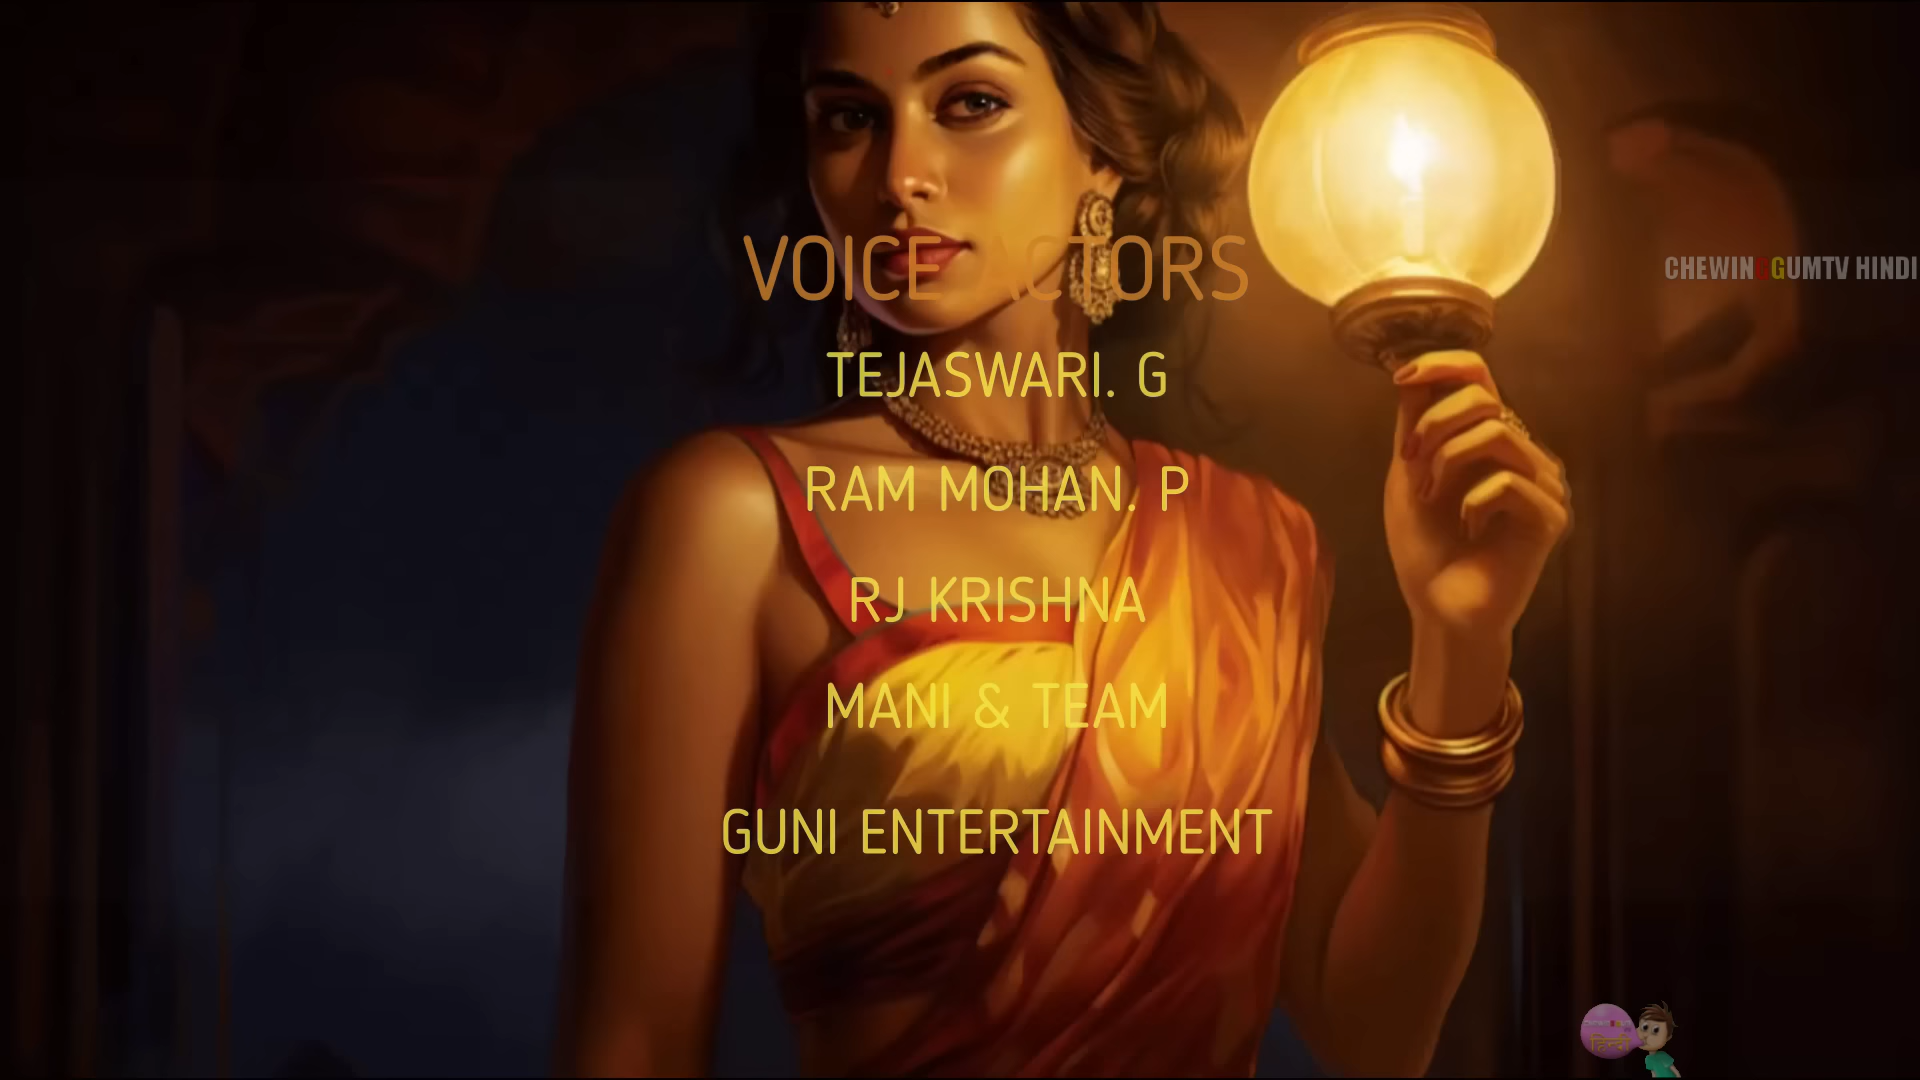 VOICE ACTORS
CHEWINGGUMTV HINDI
TEJASWARI. G
RAM MOHAN. P
RJ KRISHNA
MANI & TEAM
GUNI ENTERTAINMENT
हिन्दी